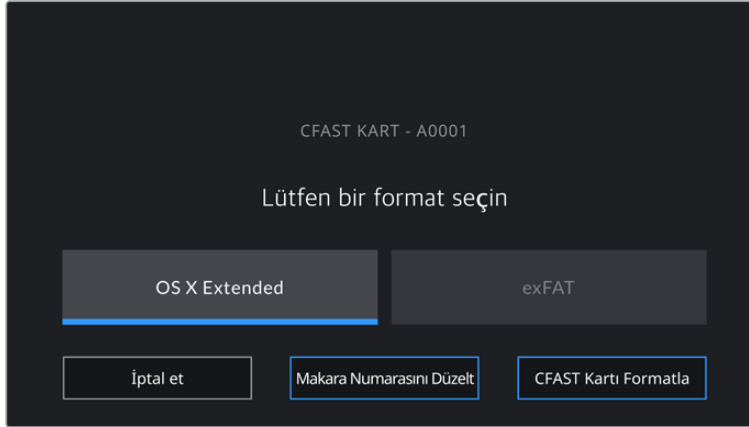 CFAST KART - A0001
Lütfen bir format seçin
OS X Extended
exFAT
İptal et
Makara Numarasını Düzelt
CFAST Kartı Formatla